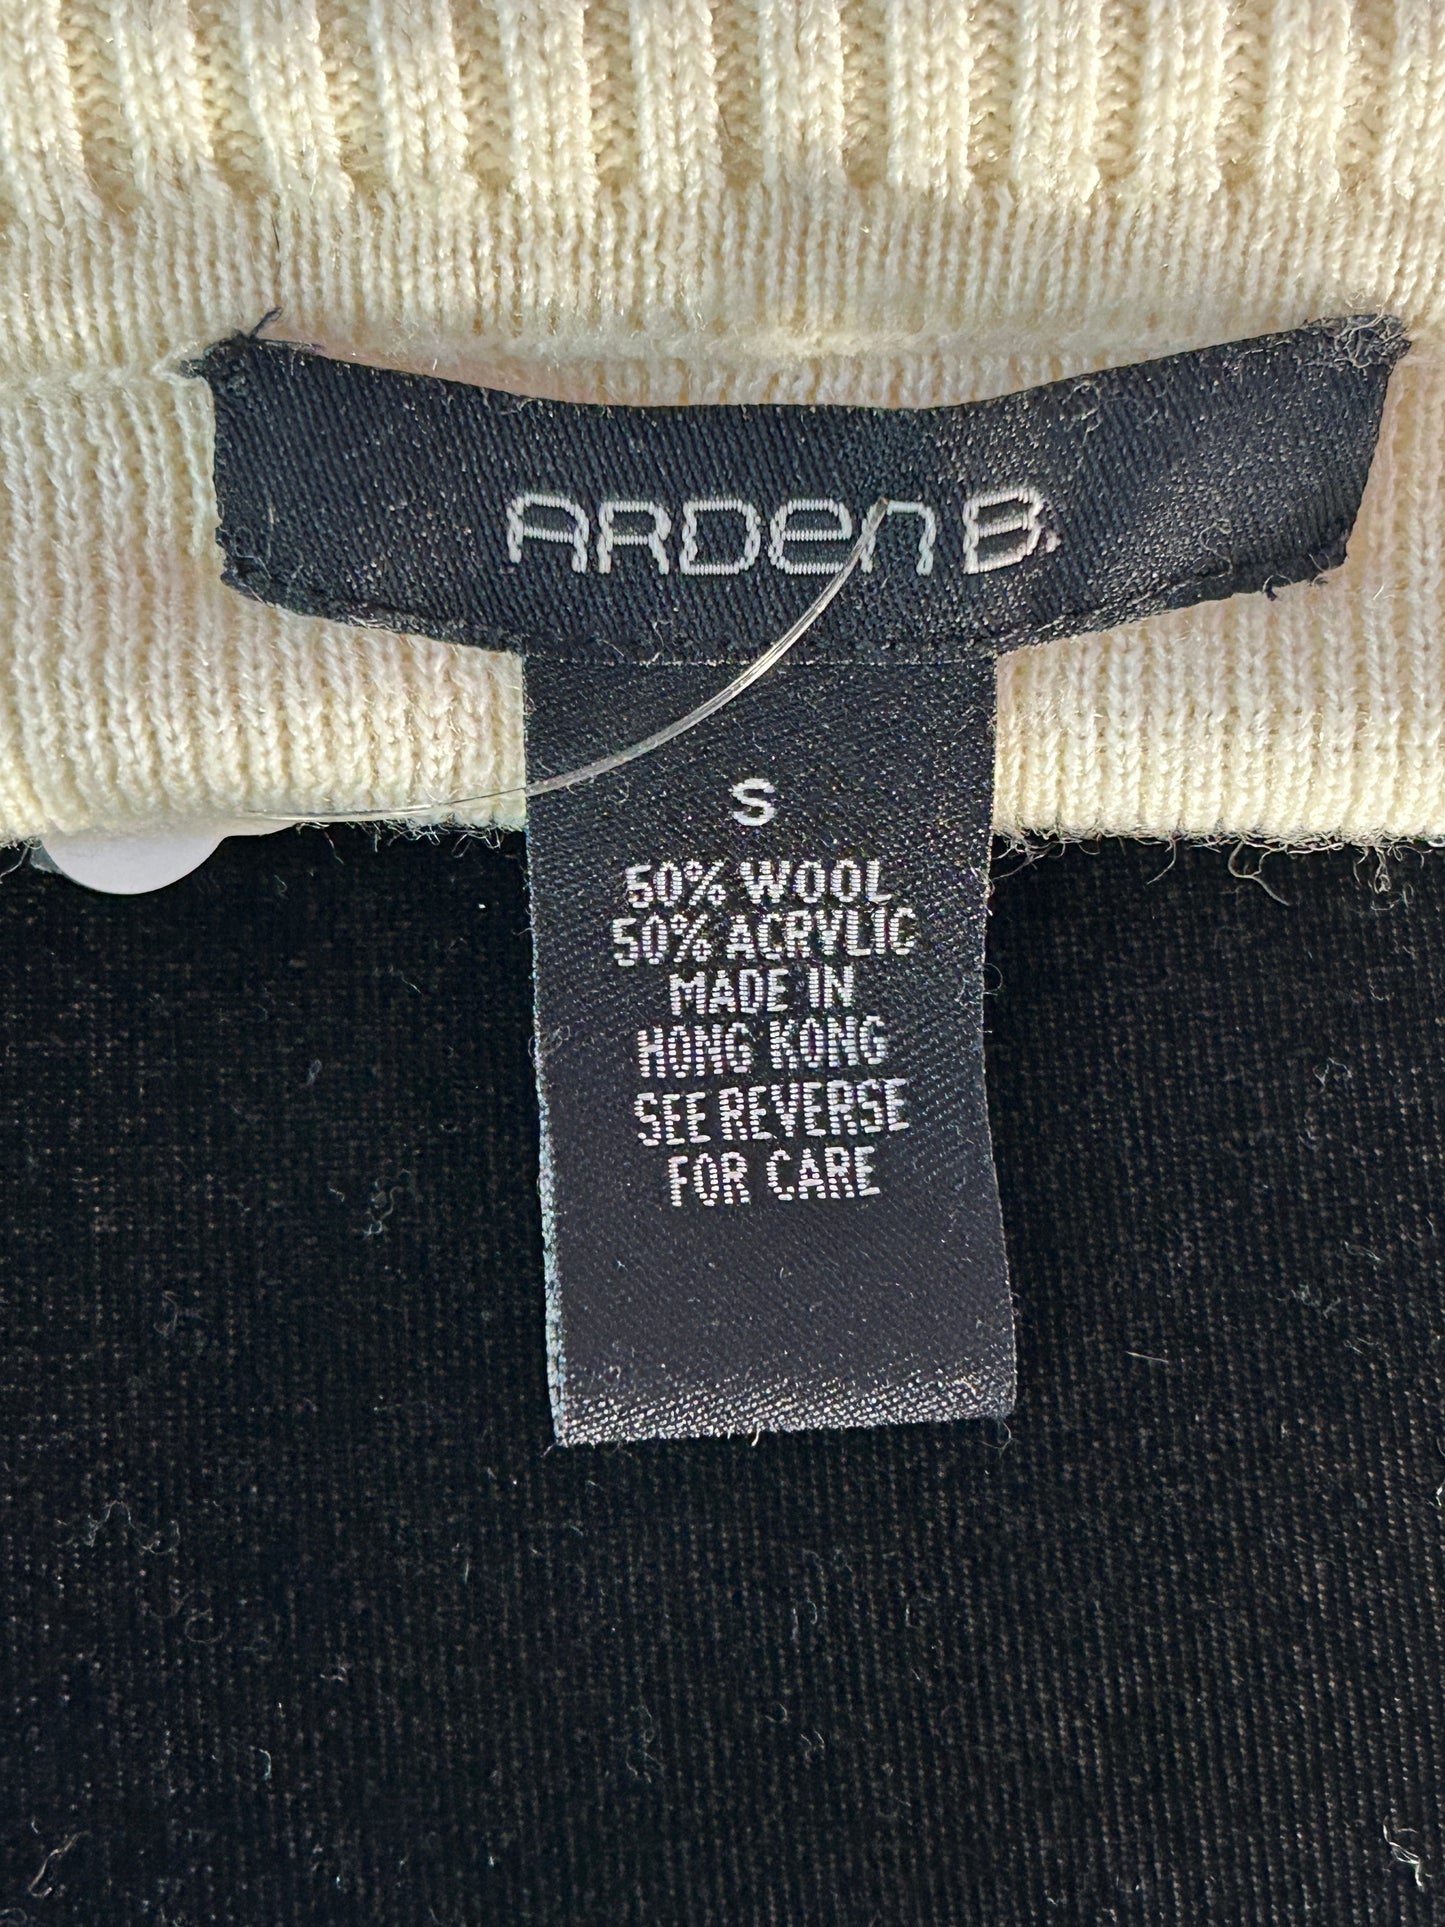 ARDen B.
S
50% WOOL
50% ACRYLIC
MADE IN
HONG KONG
SEE REVERSE
FOR CARE